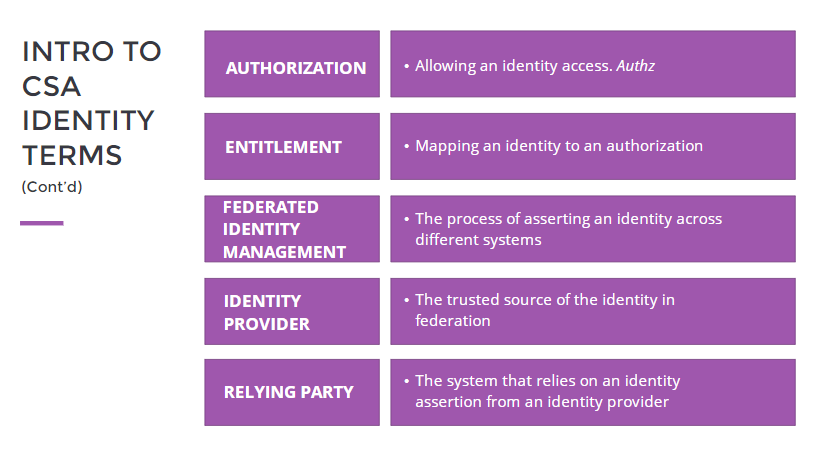 INTRO TO
CSA
IDENTITY
TERMS
(Cont'd)
AUTHORIZATION
• Allowing an identity access. Authz
ENTITLEMENT
• Mapping an identity to an authorization
FEDERATED
IDENTITY
MANAGEMENT
• The process of asserting an identity across
different systems
IDENTITY
PROVIDER
• The trusted source of the identity in
federation
RELYING PARTY
• The system that relies on an identity
assertion from an identity provider